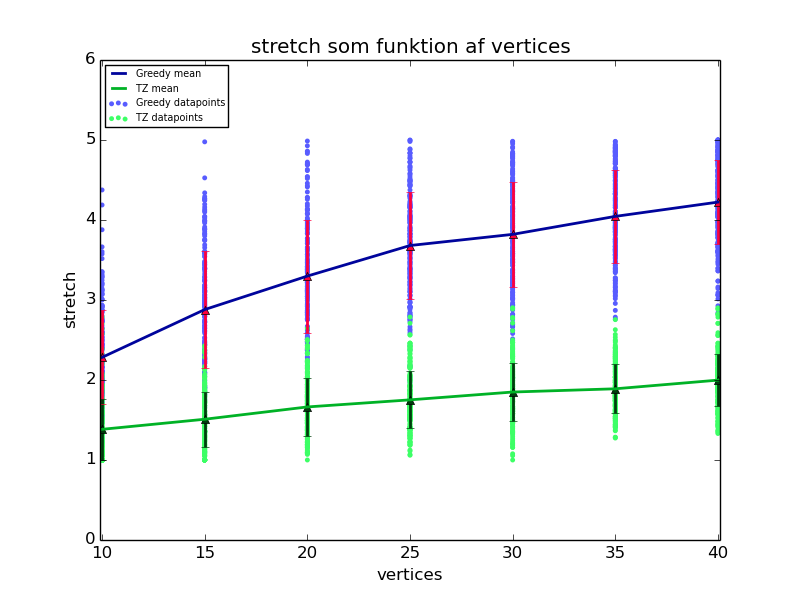 stretch som funktion af vertices
6
Greedy mean
TZ mean
Greedy datapoints
TZ datapoints
5
4
3
2
1
0
stretch
10 15 20 25 30 35 40
vertices